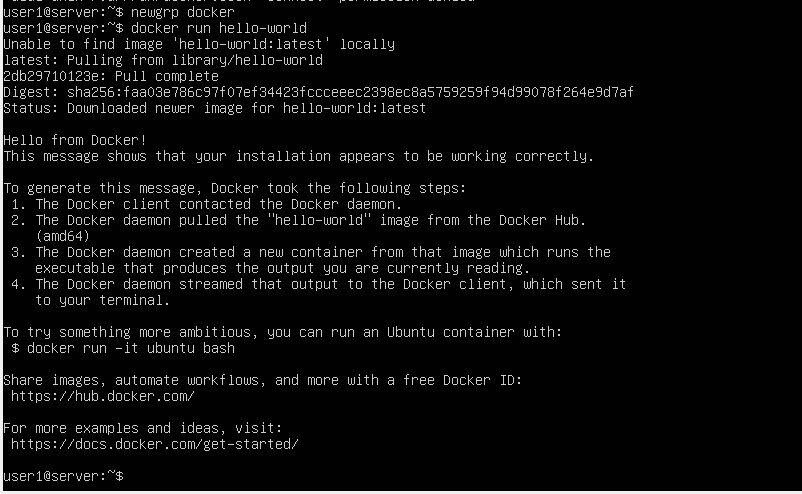 user1@server:~$ newgrp docker
user1@server:~$ docker run hello-world
Unable to find image 'hello-world:latest' locally
latest: Pulling from library/hello-world
2db29710123e: Pull complete
Digest: sha256:faa03e786c97f07ef34423fccceeec2398ec8a5759259f94d99078f264e9d7af
Status: Downloaded newer image for hello-world:latest

Hello from Docker!
This message shows that your installation appears to be working correctly.

To generate this message, Docker took the following steps:
 1. The Docker client contacted the Docker daemon.
 2. The Docker daemon pulled the "hello-world" image from the Docker Hub.
    (amd64)
 3. The Docker daemon created a new container from that image which runs the
    executable that produces the output you are currently reading.
 4. The Docker daemon streamed that output to the Docker client, which sent it
    to your terminal.

To try something more ambitious, you can run an Ubuntu container with:
 $ docker run -it ubuntu bash

Share images, automate workflows, and more with a free Docker ID:
 https://hub.docker.com/

For more examples and ideas, visit:
 https://docs.docker.com/get-started/

user1@server:~$